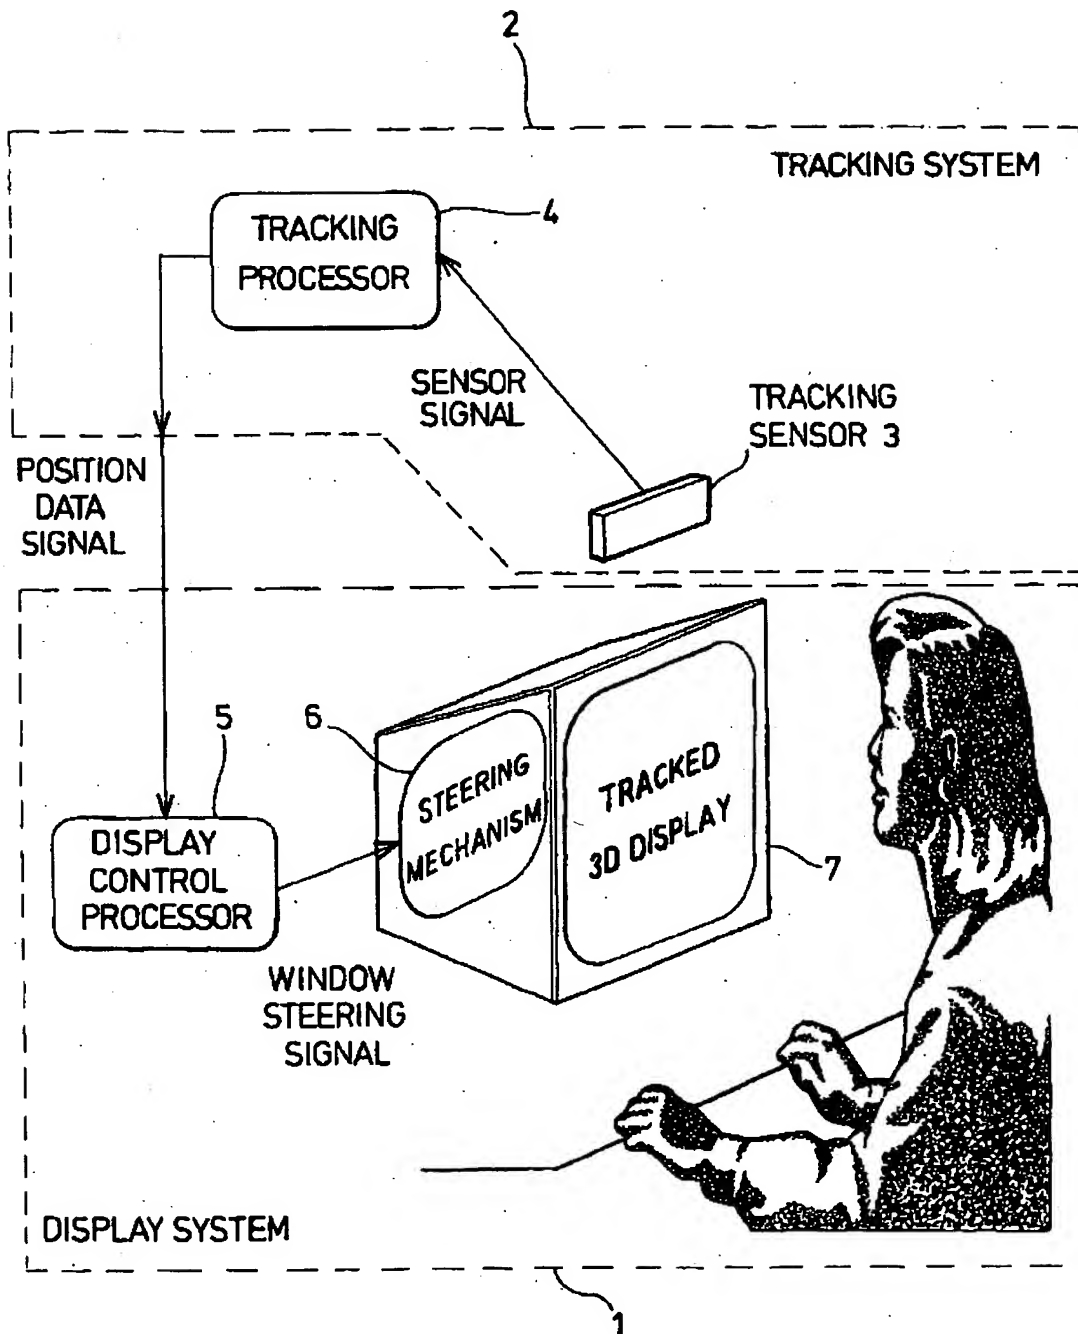 2
TRACKING SYSTEM
4
TRACKING
PROCESSOR
SENSOR
SIGNAL
TRACKING
SENSOR 3
POSITION
DATA
SIGNAL
5
6
STEERING
MECHANISM
TRACKED
3D DISPLAY
7
DISPLAY
CONTROL
PROCESSOR
WINDOW
STEERING
SIGNAL
DISPLAY SYSTEM
1